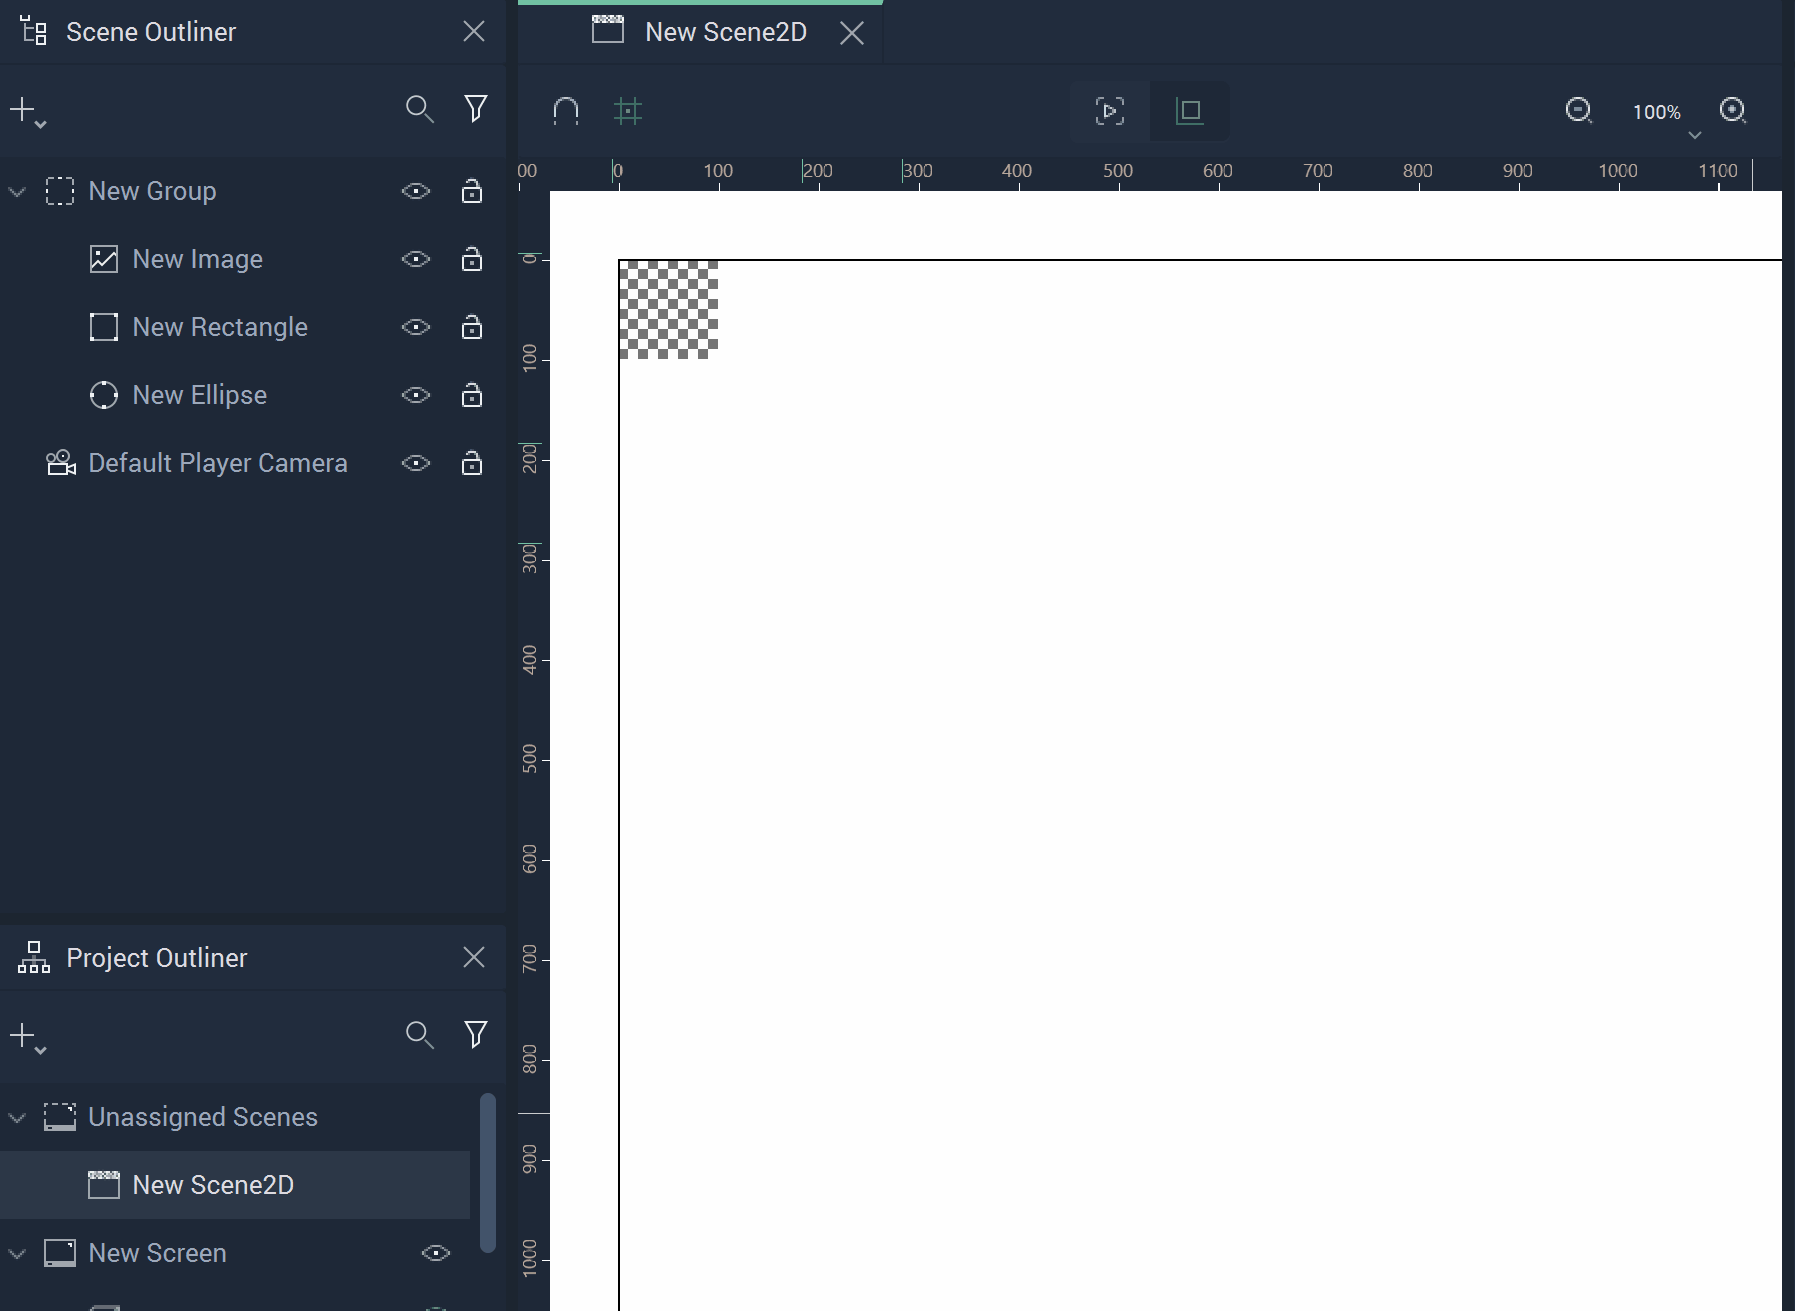 Scene Outliner
New Group
New Image
New Rectangle
New Ellipse
Default Player Camera
Project Outliner
Unassigned Scenes
New Scene2D
New Screen
New Scene2D
100%
00 0 100 200 300 400 500 600 700 800 900 1000 1100
0
100
200
300
400
500
600
700
800
900
1000